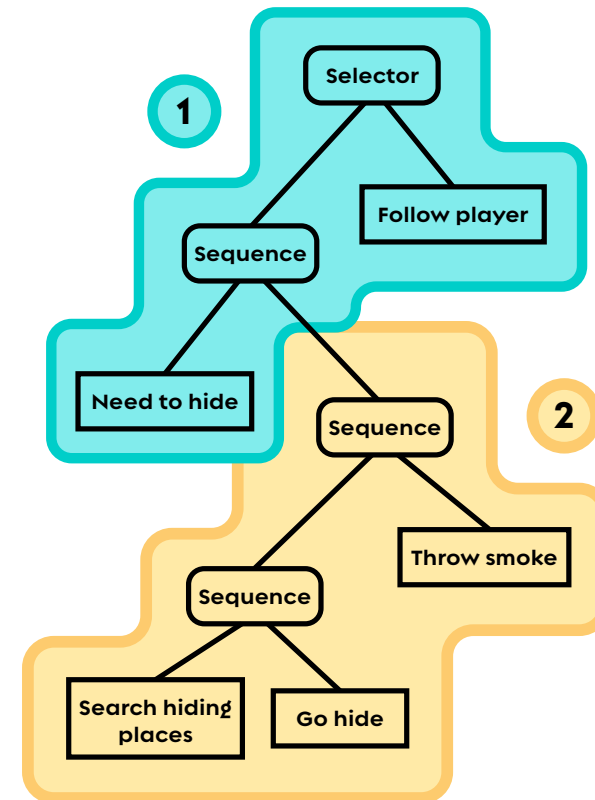 Selector
1
Follow player
Sequence
Need to hide
2
Sequence
Throw smoke
Sequence
Search hiding
places
Go hide